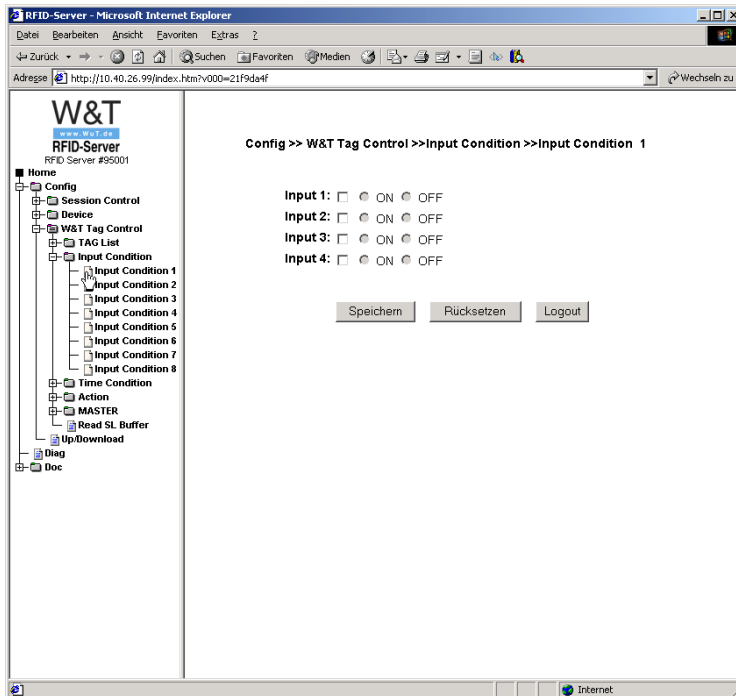 RFID-Server - Microsoft Internet Explorer
Datei Bearbeiten Ansicht Favoriten Extras ?
Zurück Suchen Favoriten Medien
Adresse http://10.40.26.99/index.htm?v000=21f9da4f Wechseln zu
W&T
www.WuT.de
RFID-Server
RFID Server #95001
Home
Config
Session Control
Device
W&T Tag Control
TAG List
Input Condition
Input Condition 1
Input Condition 2
Input Condition 3
Input Condition 4
Input Condition 5
Input Condition 6
Input Condition 7
Input Condition 8
Time Condition
Action
MASTER
Read SL Buffer
Up/Download
Diag
Doc
Config >> W&T Tag Control >>Input Condition >>Input Condition 1
Input 1: ON OFF
Input 2: ON OFF
Input 3: ON OFF
Input 4: ON OFF
Speichern Rücksetzen Logout
Internet